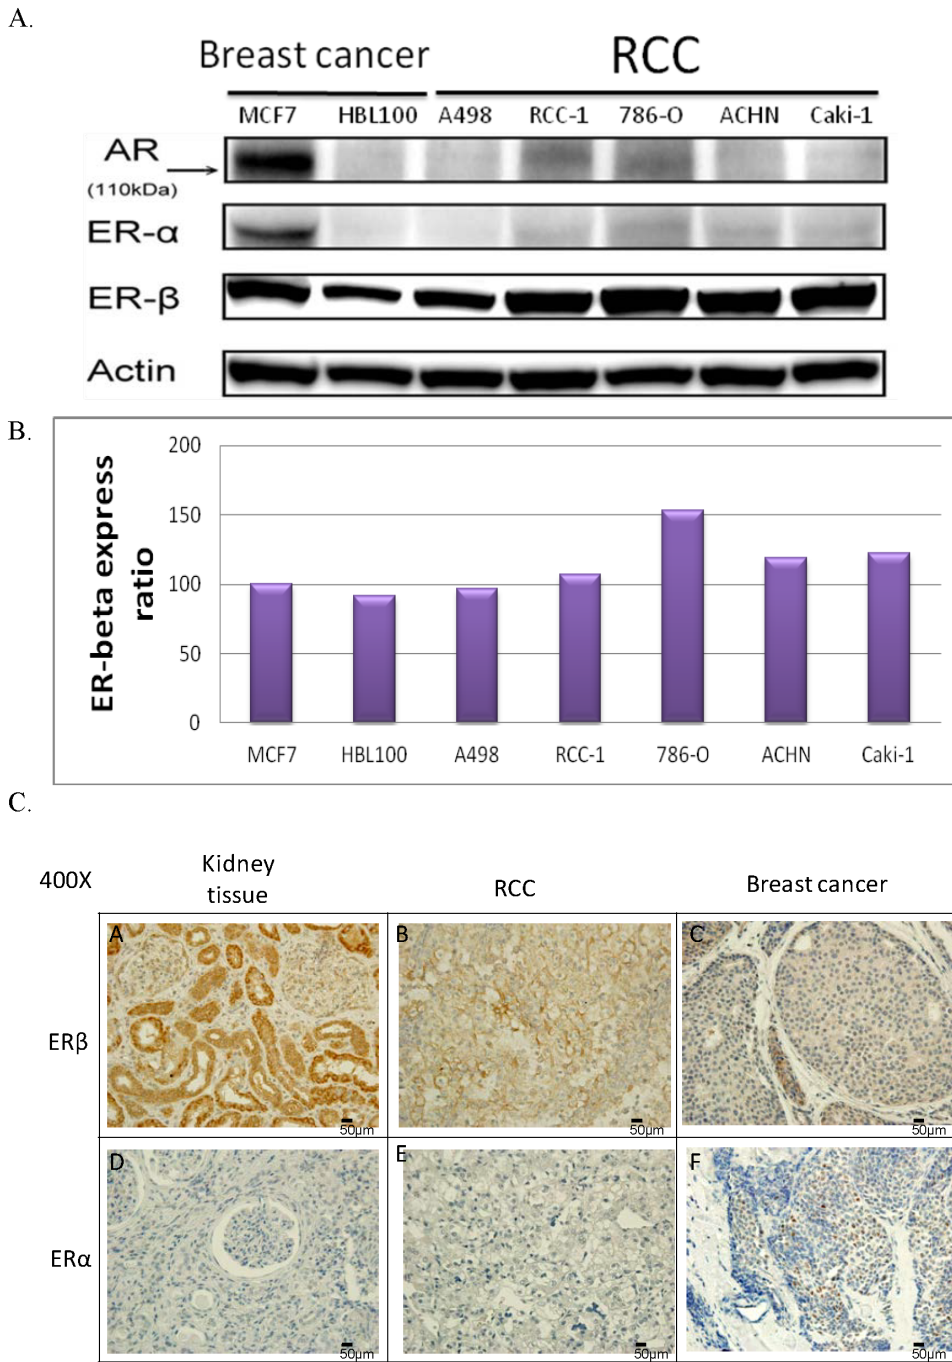 A.
Breast cancer
RCC
MCF7 HBL100 A498 RCC-1 786-O ACHN Caki-1
AR
(110kDa)
ER-α
ER-β
Actin
B.
ER-beta express
ratio
200
150
100
50
0
MCF7 HBL100 A498 RCC-1 786-O ACHN Caki-1
C.
400X
Kidney
tissue
RCC
Breast cancer
ERβ
A
50µm
B
50µm
C
50µm
ERα
D
50µm
E
50µm
F
50µm